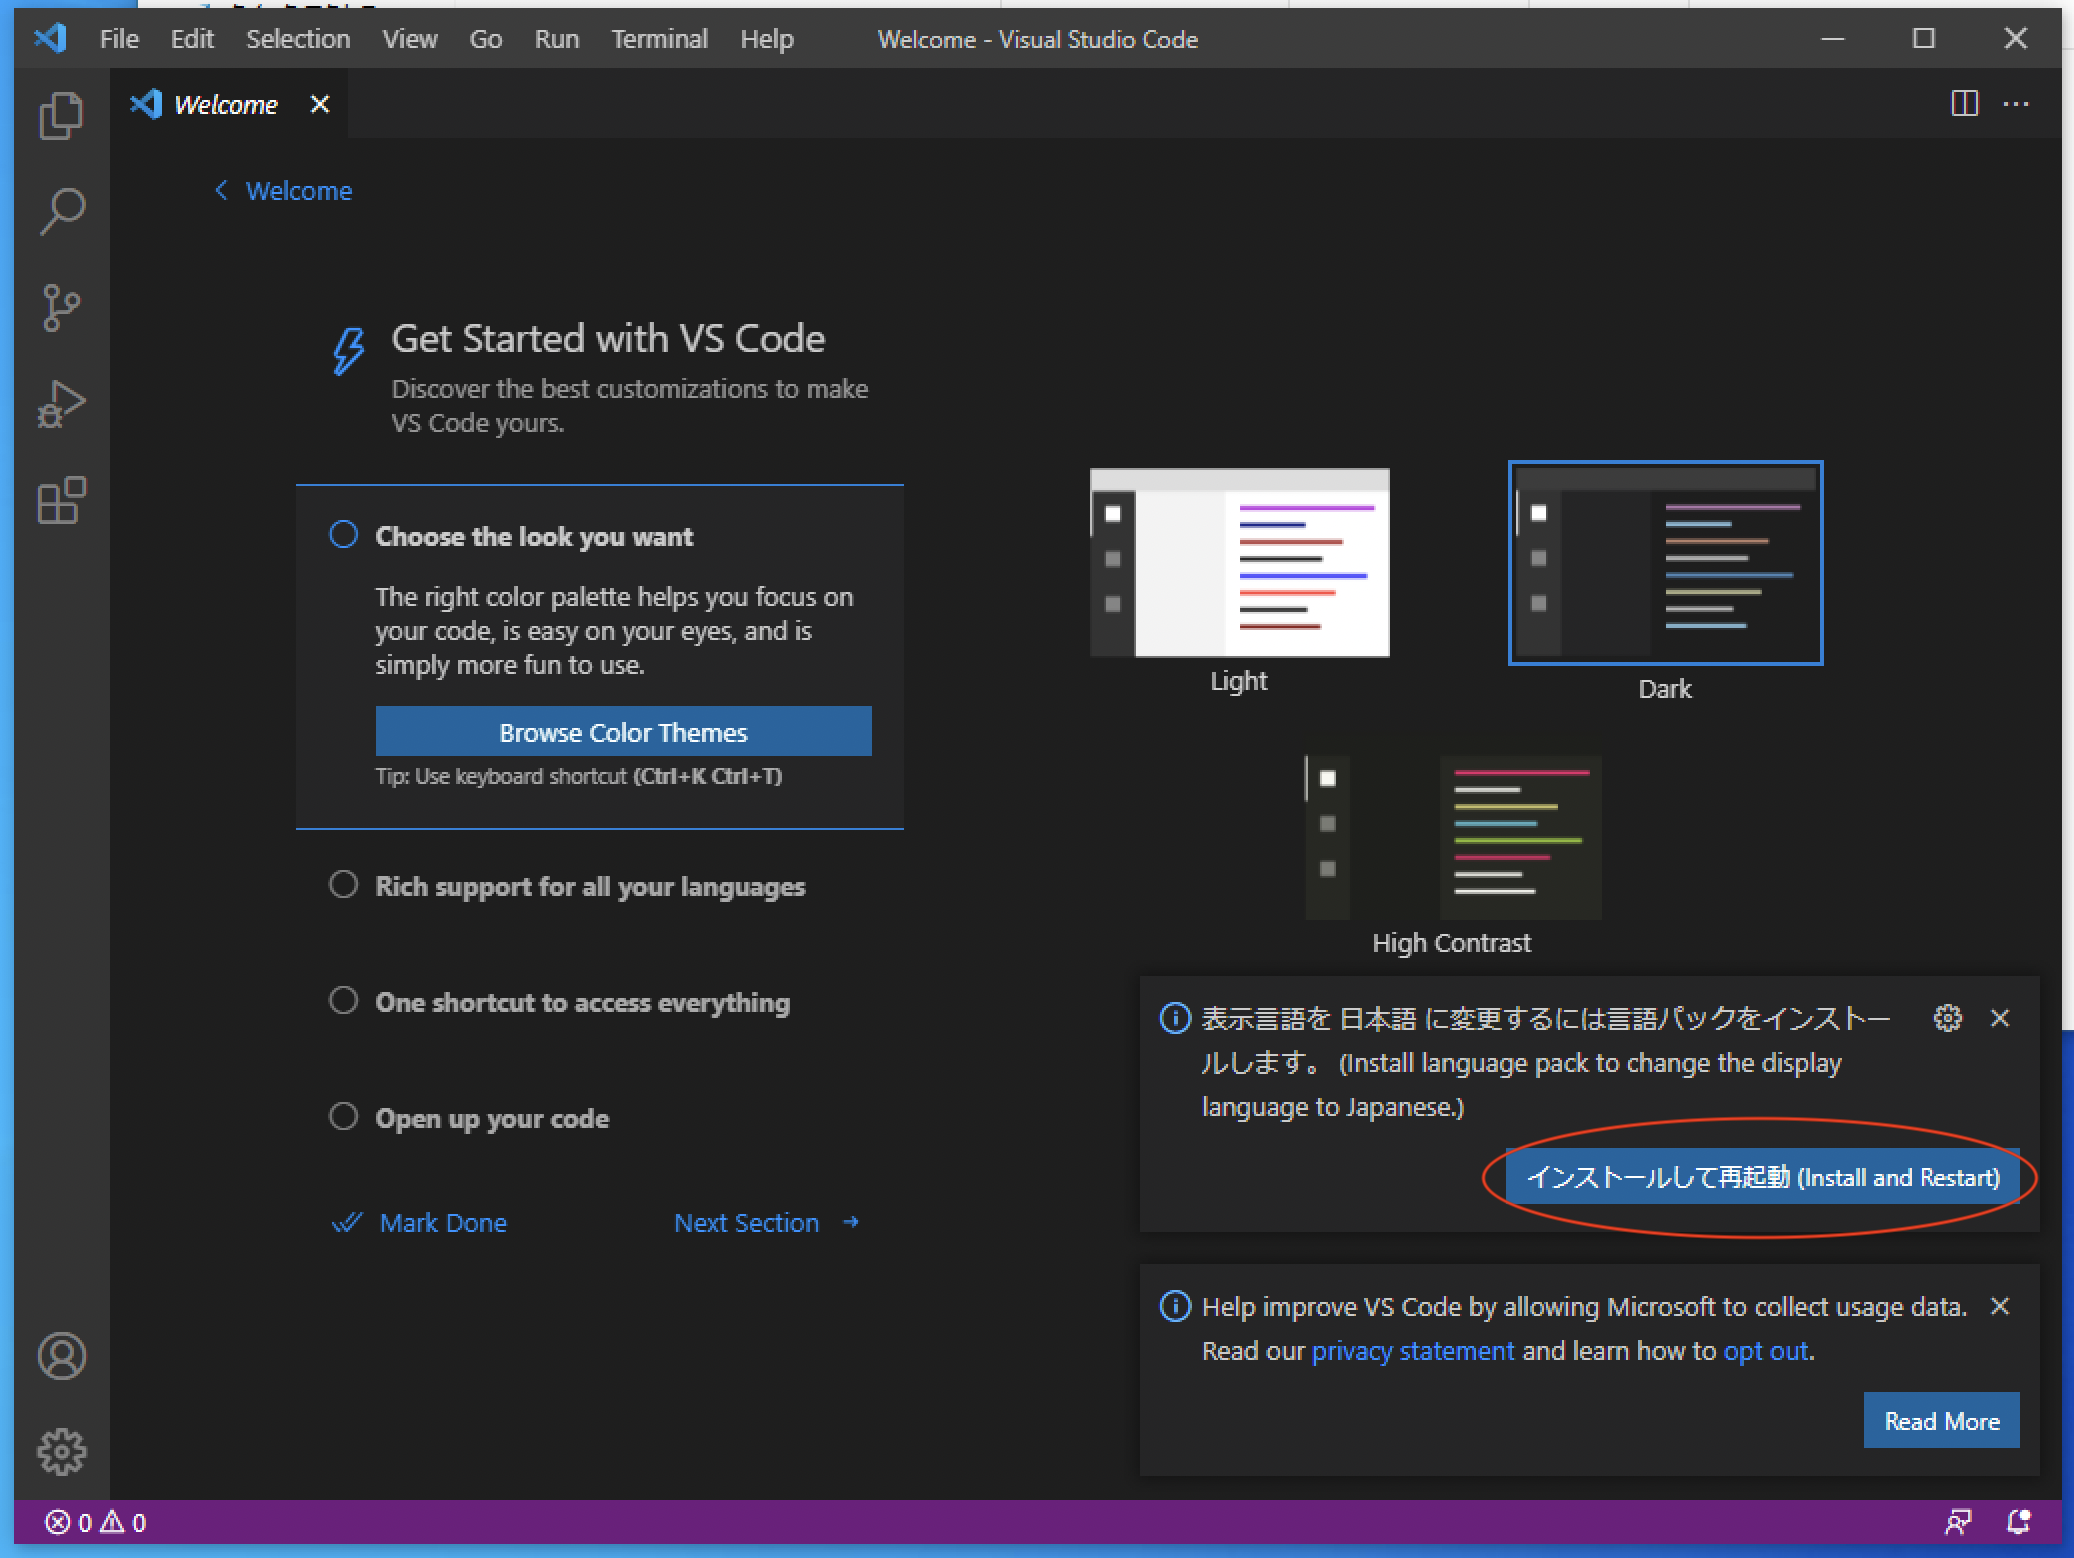 File Edit Selection View Go Run Terminal Help Welcome - Visual Studio Code
Welcome
Welcome
Get Started with VS Code
Discover the best customizations to make
VS Code yours.
Choose the look you want
The right color palette helps you focus on
your code, is easy on your eyes, and is
simply more fun to use.
Browse Color Themes
Tip: Use keyboard shortcut (Ctrl+K Ctrl+T)
Rich support for all your languages
One shortcut to access everything
Open up your code
Mark Done Next Section
Light
Dark
High Contrast
表示言語を 日本語 に変更するには言語パックをインストー
ルします。 (Install language pack to change the display
language to Japanese.)
インストールして再起動 (Install and Restart)
Help improve VS Code by allowing Microsoft to collect usage data.
Read our privacy statement and learn how to opt out.
Read More
0 0